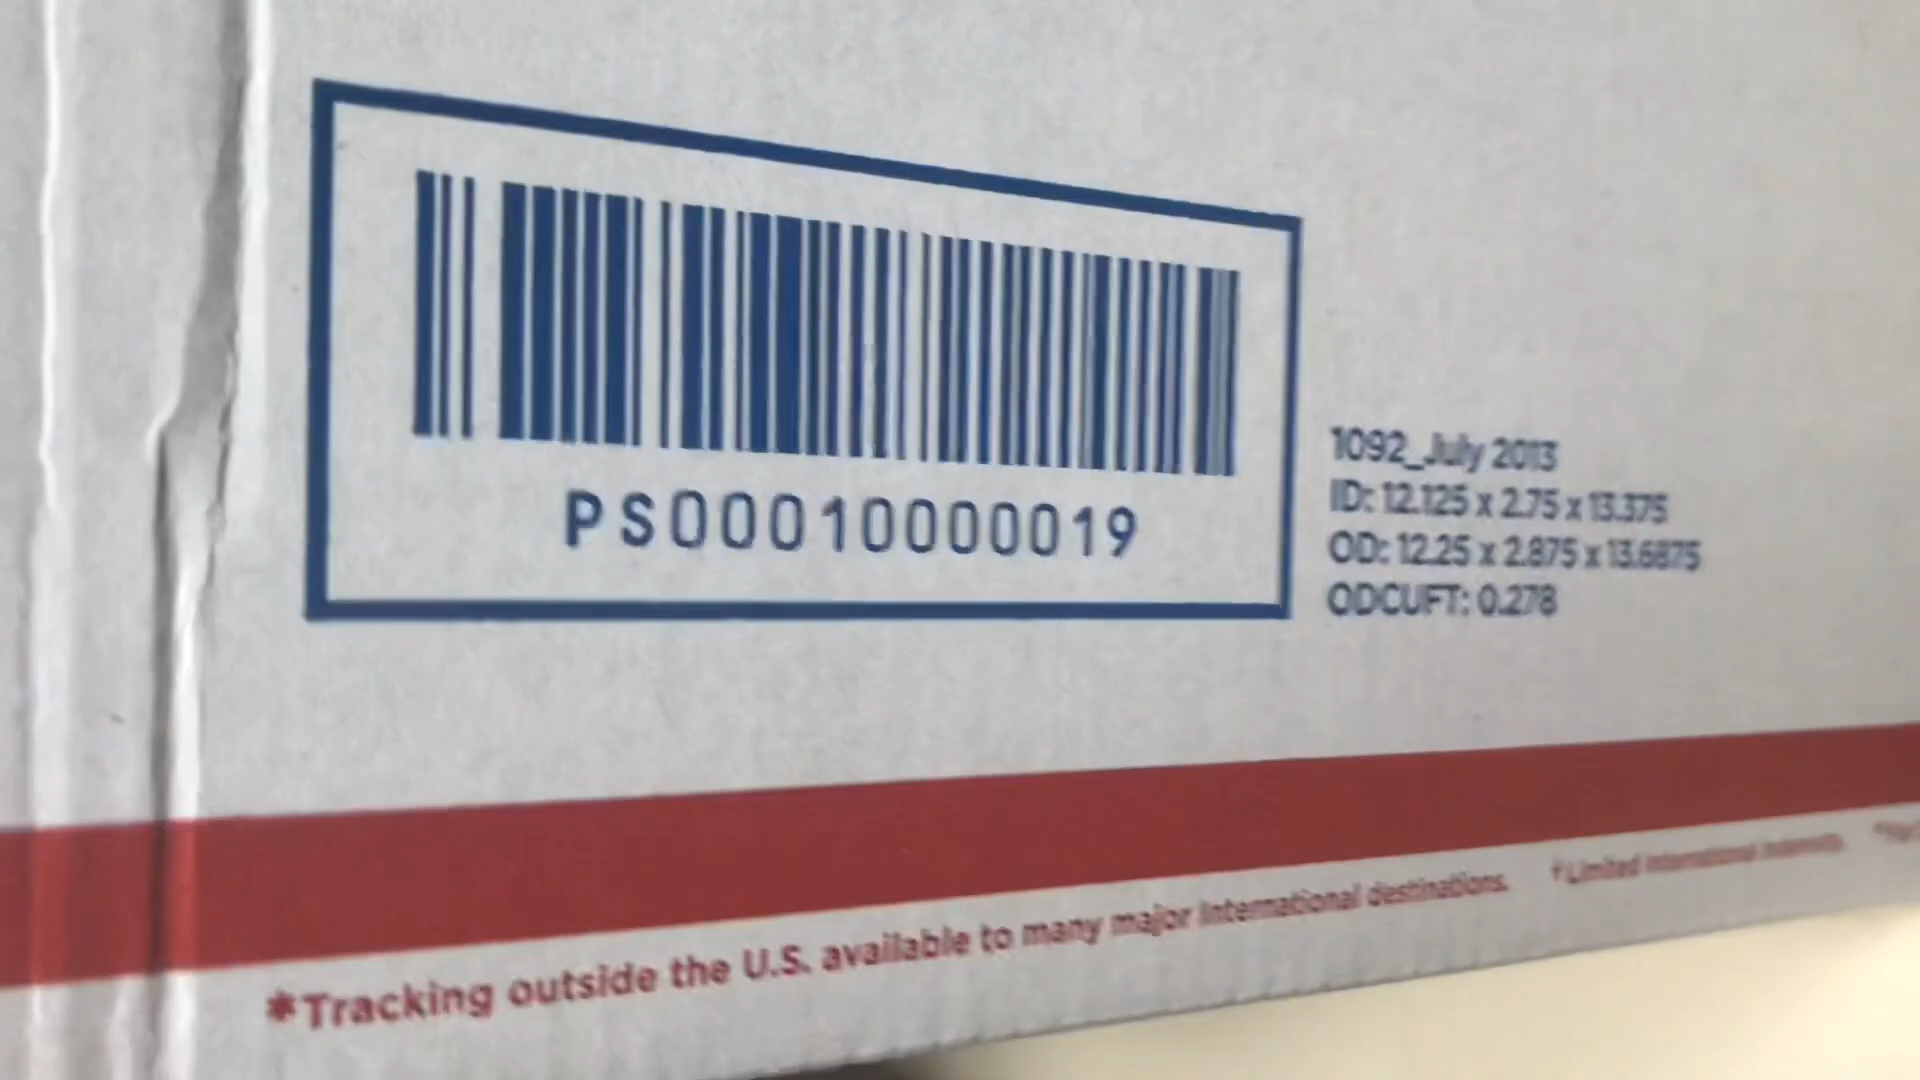 PS00010000019
1092_July 2013
ID: 12.125 x 2.75 x 13.375
OD: 12.25 x 2.875 x 13.6875
ODCUFT: 0.278
*Tracking outside the U.S. available to many major International destinations.
†Limited International indemnity.